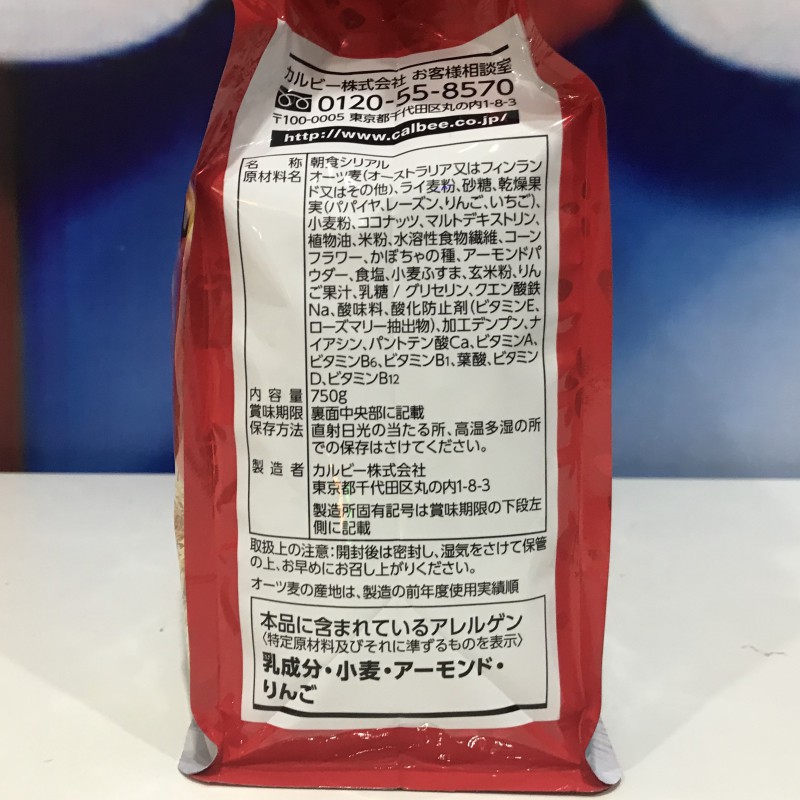 カルビー株式会社 お客様相談室
0120-55-8570
〒100-0005 東京都千代田区丸の内1-8-3
http://www.calbee.co.jp/
名称 朝食シリアル
原材料名 オーツ麦(オーストラリア又はフィンラン
ド又はその他)、ライ麦粉、砂糖、乾燥果
実(パパイヤ、レーズン、りんご、いちご)、
小麦粉、ココナッツ、マルトデキストリン、
植物油、米粉、水溶性食物繊維、コーン
フラワー、かぼちゃの種、アーモンドパ
ウダー、食塩、小麦ふすま、玄米粉、りん
ご果汁、乳糖/グリセリン、クエン酸鉄
Na、酸味料、酸化防止剤(ビタミンE、
ローズマリー抽出物)、加工デンプン、ナ
イアシン、パントテン酸Ca、ビタミンA、
ビタミンB6、ビタミンB1、葉酸、ビタミン
D、ビタミンB12
内容量 750g
賞味期限 裏面中央部に記載
保存方法 直射日光の当たる所、高温多湿の所
での保存はさけてください。
製造者 カルビー株式会社
東京都千代田区丸の内1-8-3
製造所固有記号は賞味期限の下段左
側に記載
取扱上の注意:開封後は密封し、湿気をさけて保管
の上、お早めにお召し上がりください。
オーツ麦の産地は、製造の前年度使用実績順
本品に含まれているアレルゲン
〈特定原材料及びそれに準ずるものを表示〉
乳成分・小麦・アーモンド・
りんご